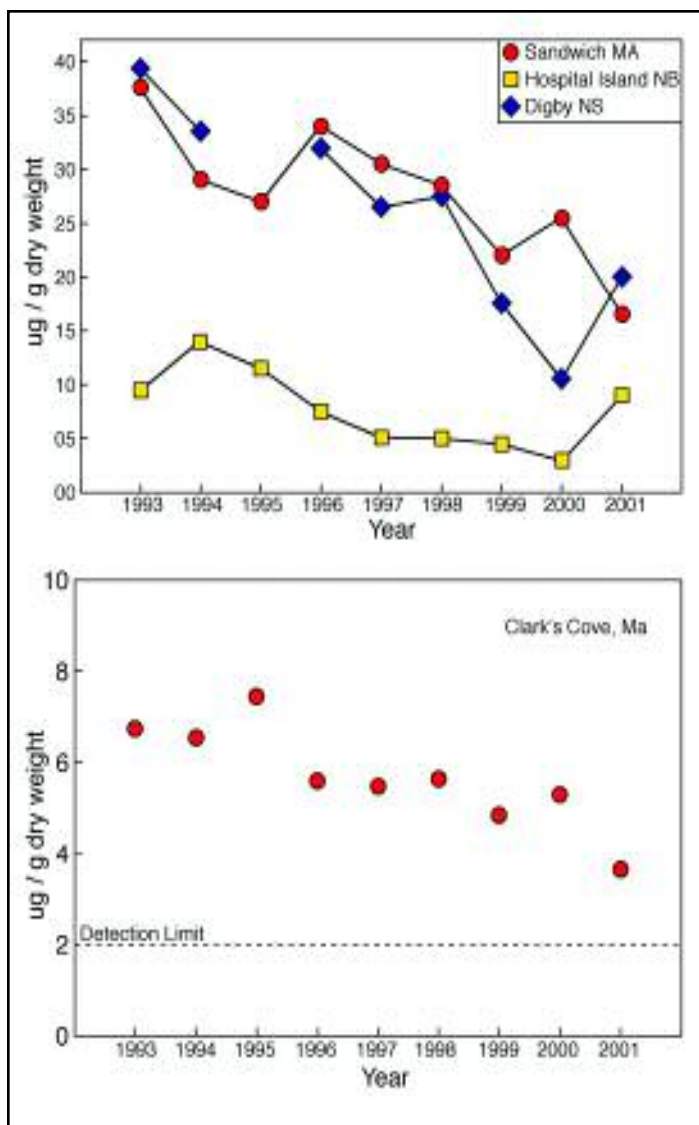 Sandwich MA
Hospital Island NB
Digby NS
ug / g dry weight
40
35
30
25
20
15
10
05
00
1993 1994 1995 1996 1997 1998 1999 2000 2001
Year
Clark's Cove, Ma
ug / g dry weight
10
8
6
4
Detection Limit
2
0
1993 1994 1995 1996 1997 1998 1999 2000 2001
Year